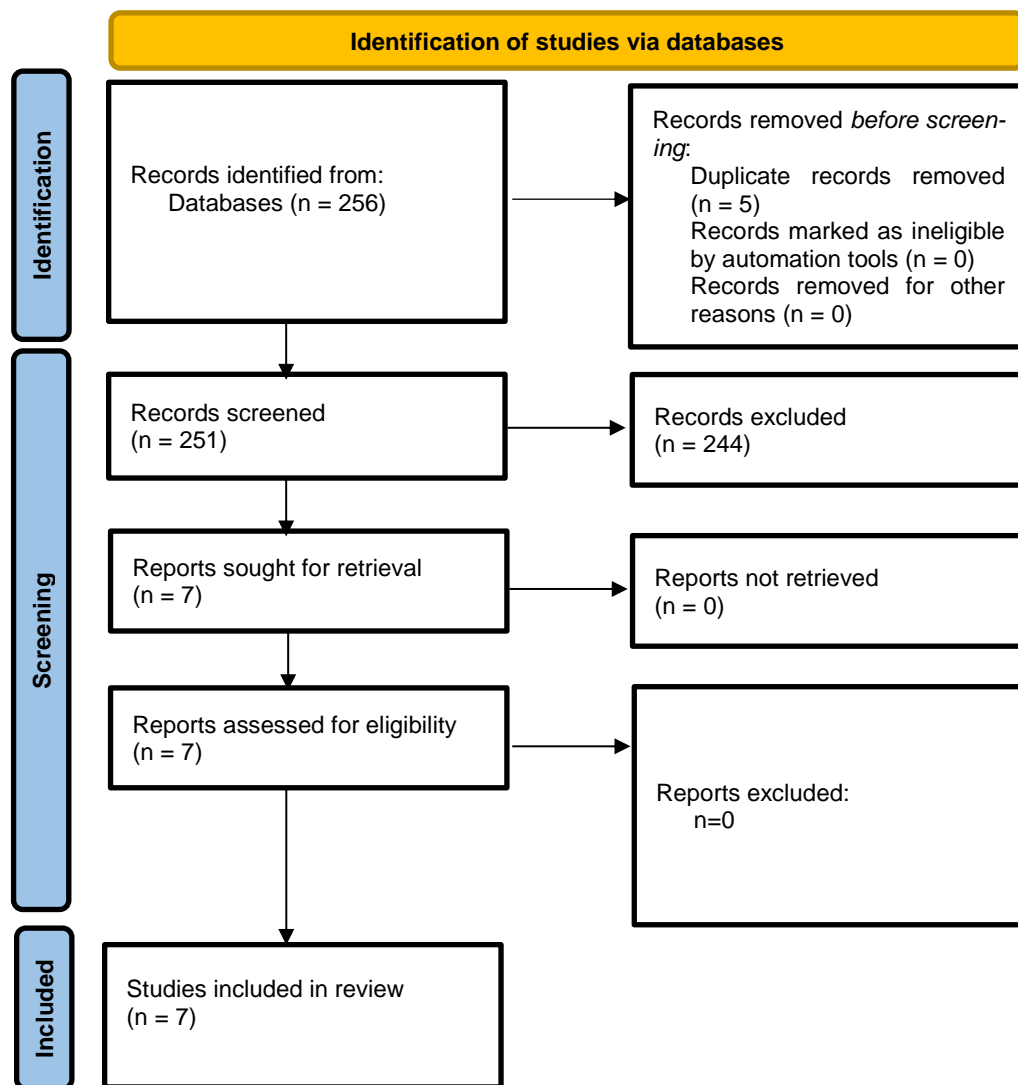 Identification of studies via databases
Identification
Records identified from:
Databases (n = 256)
Records removed before screen-
ing:
Duplicate records removed
(n = 5)
Records marked as ineligible
by automation tools (n = 0)
Records removed for other
reasons (n = 0)
Screening
Records screened
(n = 251)
Records excluded
(n = 244)
Reports sought for retrieval
(n = 7)
Reports not retrieved
(n = 0)
Reports assessed for eligibility
(n = 7)
Reports excluded:
n=0
Included
Studies included in review
(n = 7)